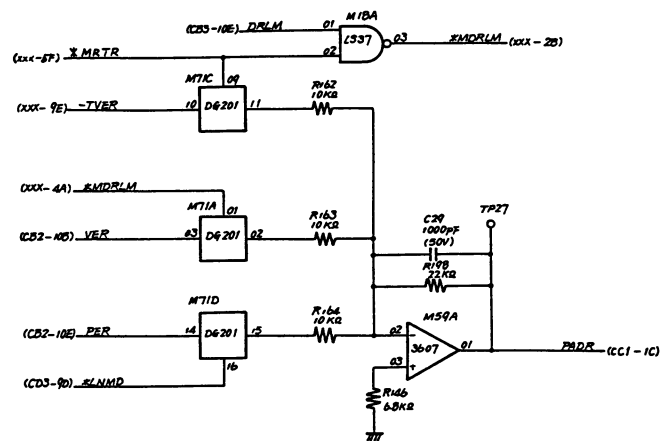 M18A
(CB3-10E) DRLM 01
LS37
03 *MDRLM (XXX-2B)
(XXX-5F) *MRTR 02
M71C
09
R162
10KΩ
(XXX-9E) -TVER 10 DG201 11
(XXX-4A) *MDRLM
M71A
01
R163
10KΩ
(CB2-10B) VER 03 DG201 02
C29
1000PF
(50V)
TP27
R198
22KΩ
M71D
R164
10KΩ
M59A
(CB2-10E) PER 14 DG201 15
02 −
3607
01 PADR (CC1-1C)
16
03 +
(CD3-9D) *LNMD
R146
6.8KΩ